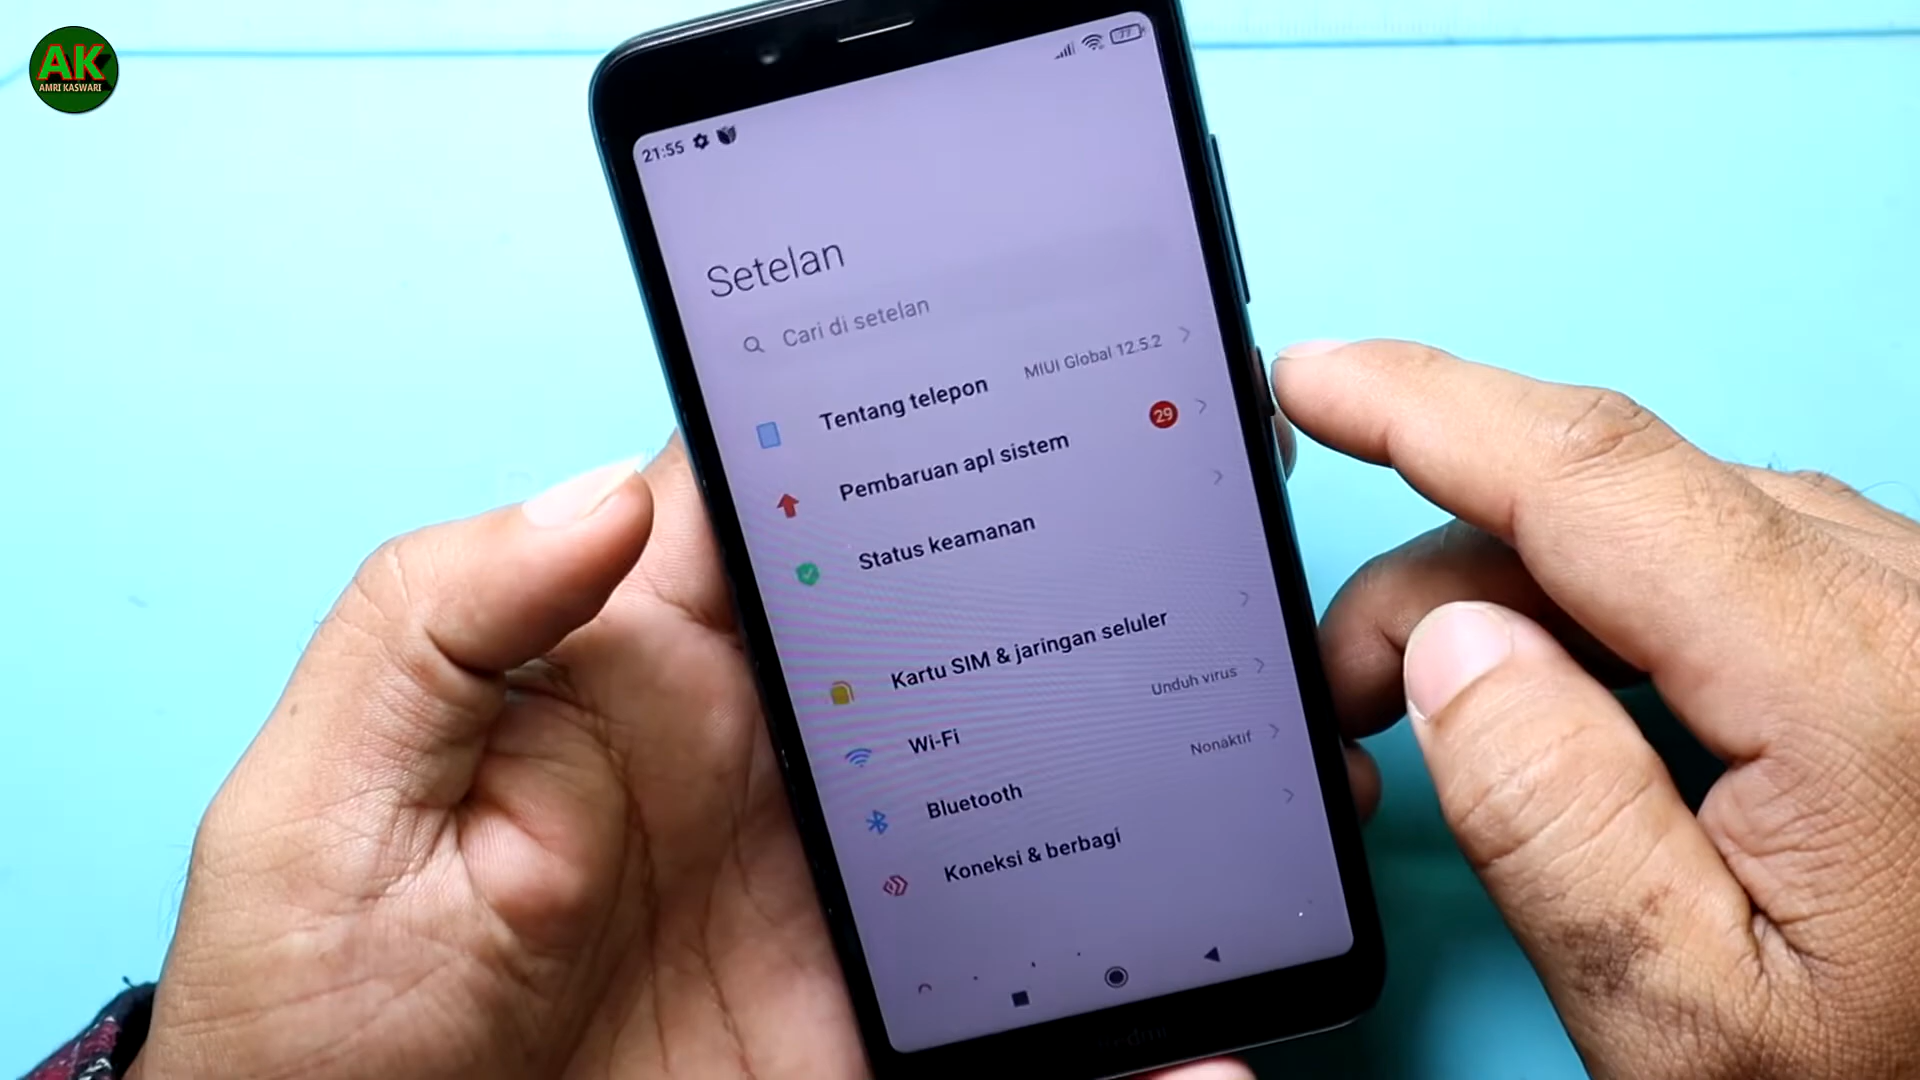 AK
AMRI KASWARI
21:55
77
Setelan
Cari di setelan
Tentang telepon
MIUI Global 12.5.2
Pembaruan apl sistem
29
Status keamanan
Kartu SIM & jaringan seluler
Wi-Fi
Unduh virus
Bluetooth
Nonaktif
Koneksi & berbagi